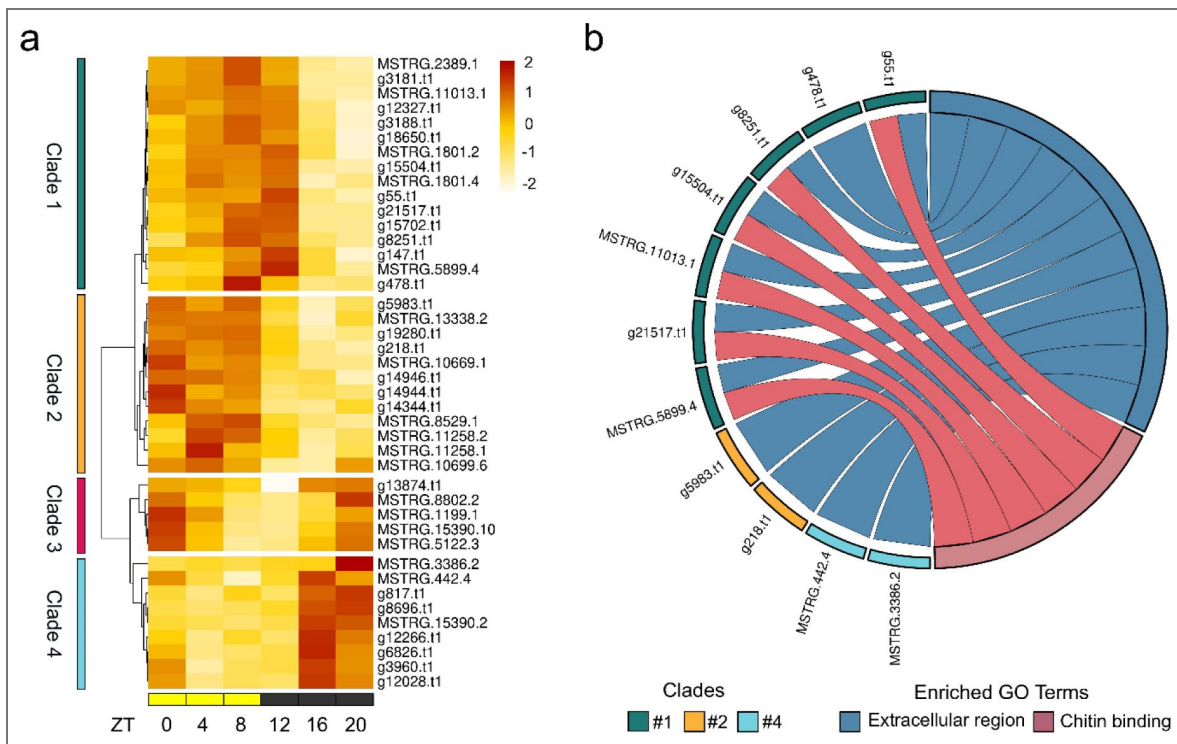 a
Clade 1
Clade 2
Clade 3
Clade 4
MSTRG.2389.1
g3181.t1
MSTRG.11013.1
g12327.t1
g3188.t1
g18650.t1
MSTRG.1801.2
g15504.t1
MSTRG.1801.4
g55.t1
g21517.t1
g15702.t1
g8251.t1
g147.t1
MSTRG.5899.4
g478.t1
g5983.t1
MSTRG.13338.2
g19280.t1
g218.t1
MSTRG.10669.1
g14946.t1
g14944.t1
g14344.t1
MSTRG.8529.1
MSTRG.11258.2
MSTRG.11258.1
MSTRG.10699.6
g13874.t1
MSTRG.8802.2
MSTRG.1199.1
MSTRG.15390.10
MSTRG.5122.3
MSTRG.3386.2
MSTRG.442.4
g817.t1
g8696.t1
MSTRG.15390.2
g12266.t1
g6826.t1
g3960.t1
g12028.t1
2
1
0
-1
-2
ZT 0 4 8 12 16 20
b
g55.t1
g478.t1
g8251.t1
g15504.t1
MSTRG.11013.1
g21517.t1
MSTRG.5899.4
g5983.t1
g218.t1
MSTRG.442.4
MSTRG.3386.2
Clades
#1 #2 #4
Enriched GO Terms
Extracellular region Chitin binding